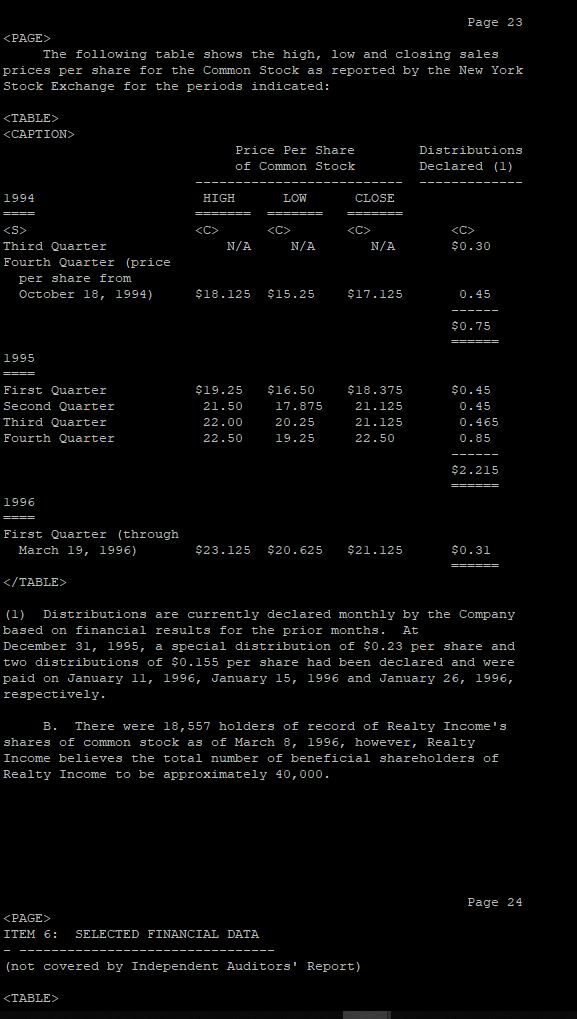 Page 23
<PAGE>
The following table shows the high, low and closing sales
prices per share for the Common Stock as reported by the New York
Stock Exchange for the periods indicated:
<TABLE>
<CAPTION>
Price Per Share Distributions
of Common Stock Declared (1)
-------------------------- -------------
1994 HIGH LOW CLOSE
==== ======= ======= =======
<S> <C> <C> <C> <C>
Third Quarter N/A N/A N/A $0.30
Fourth Quarter (price
per share from
October 18, 1994) $18.125 $15.25 $17.125 0.45
------
$0.75
======
1995
====
First Quarter $19.25 $16.50 $18.375 $0.45
Second Quarter 21.50 17.875 21.125 0.45
Third Quarter 22.00 20.25 21.125 0.465
Fourth Quarter 22.50 19.25 22.50 0.85
------
$2.215
======
1996
====
First Quarter (through
March 19, 1996) $23.125 $20.625 $21.125 $0.31
======
</TABLE>
(1) Distributions are currently declared monthly by the Company
based on financial results for the prior months. At
December 31, 1995, a special distribution of $0.23 per share and
two distributions of $0.155 per share had been declared and were
paid on January 11, 1996, January 15, 1996 and January 26, 1996,
respectively.
B. There were 18,557 holders of record of Realty Income's
shares of common stock as of March 8, 1996, however, Realty
Income believes the total number of beneficial shareholders of
Realty Income to be approximately 40,000.
Page 24
<PAGE>
ITEM 6: SELECTED FINANCIAL DATA
- --------------------------------
(not covered by Independent Auditors' Report)
<TABLE>